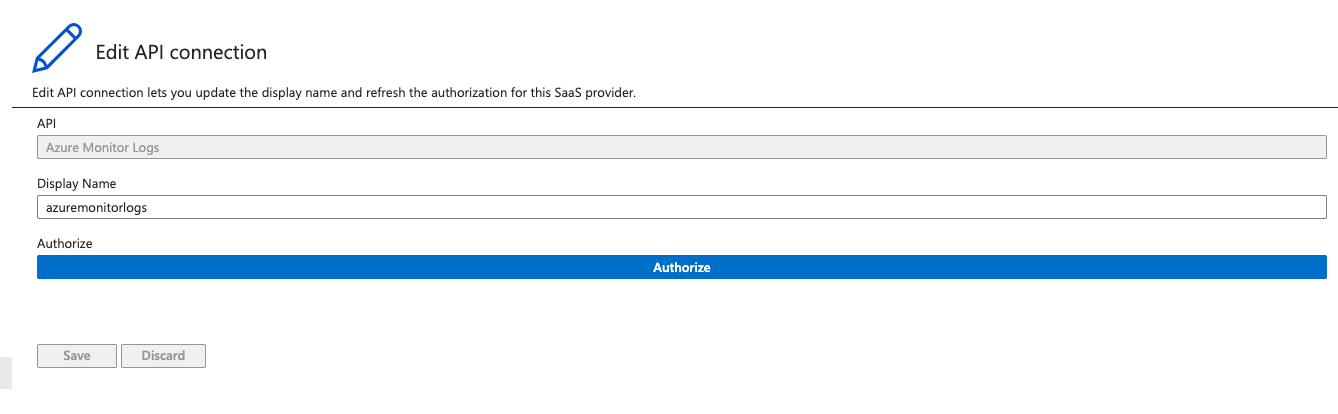 Edit API connection
Edit API connection lets you update the display name and refresh the authorization for this SaaS provider.
API
Azure Monitor Logs
Display Name
azuremonitorlogs
Authorize
Authorize
Save Discard